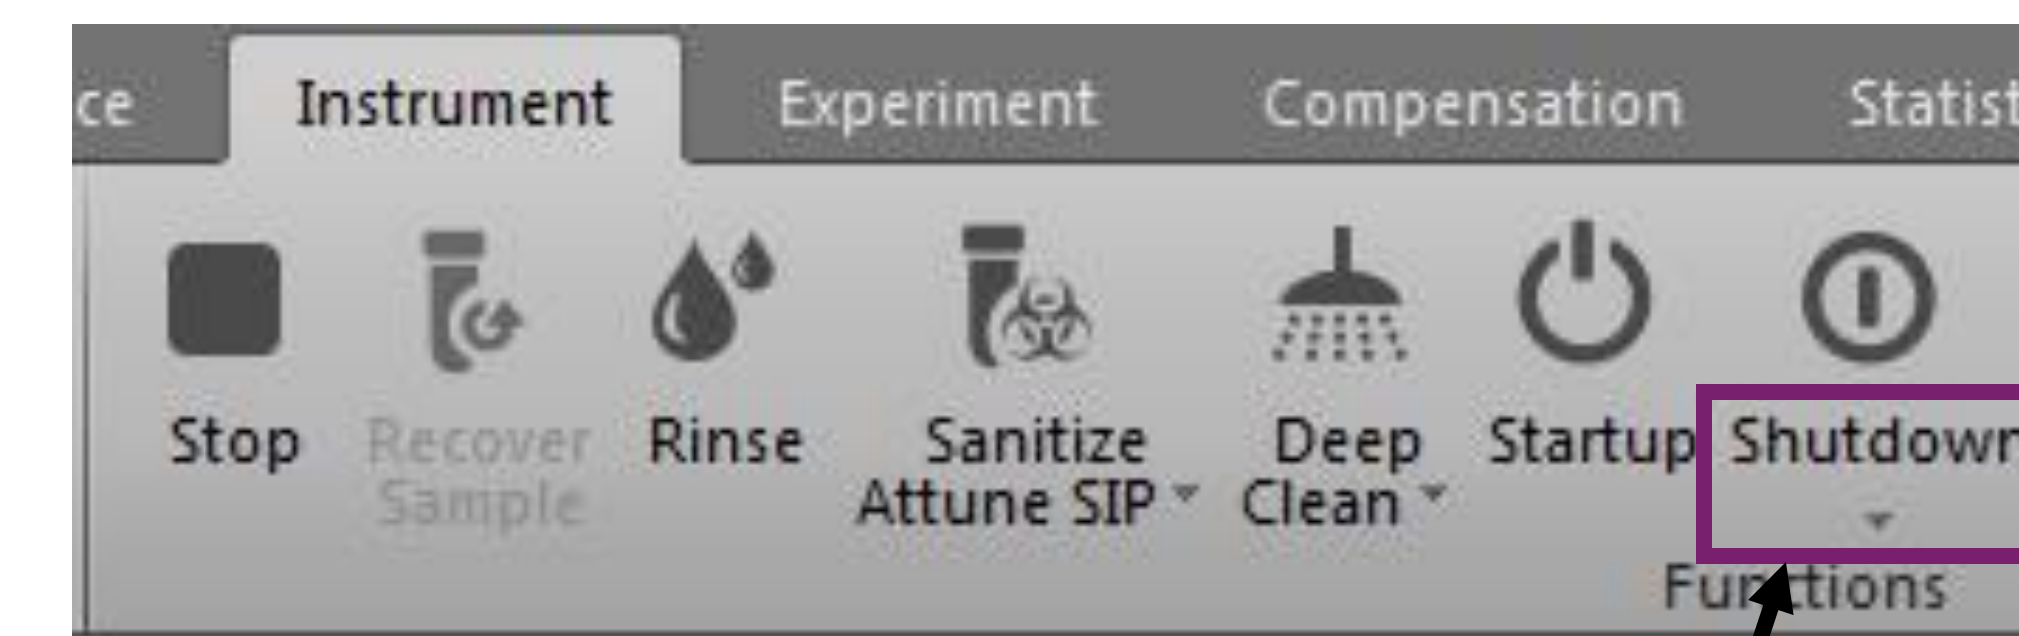 ce Instrument Experiment Compensation Statist
Stop Recover Rinse Sanitize Deep Startup Shutdown
Sample Attune SIP Clean
Functions